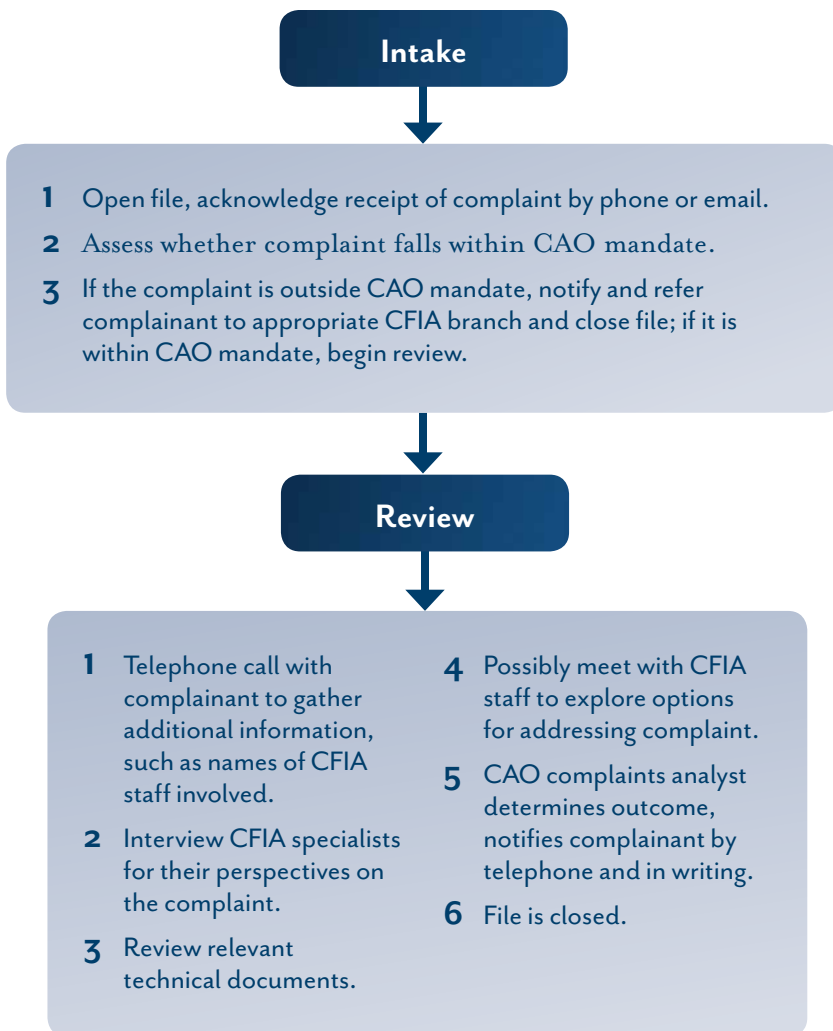 Intake
1 Open file, acknowledge receipt of complaint by phone or email.
2 Assess whether complaint falls within CAO mandate.
3 If the complaint is outside CAO mandate, notify and refer
complainant to appropriate CFIA branch and close file; if it is
within CAO mandate, begin review.
Review
1 Telephone call with
complainant to gather
additional information,
such as names of CFIA
staff involved.
2 Interview CFIA specialists
for their perspectives on
the complaint.
3 Review relevant
technical documents.
4 Possibly meet with CFIA
staff to explore options
for addressing complaint.
5 CAO complaints analyst
determines outcome,
notifies complainant by
telephone and in writing.
6 File is closed.